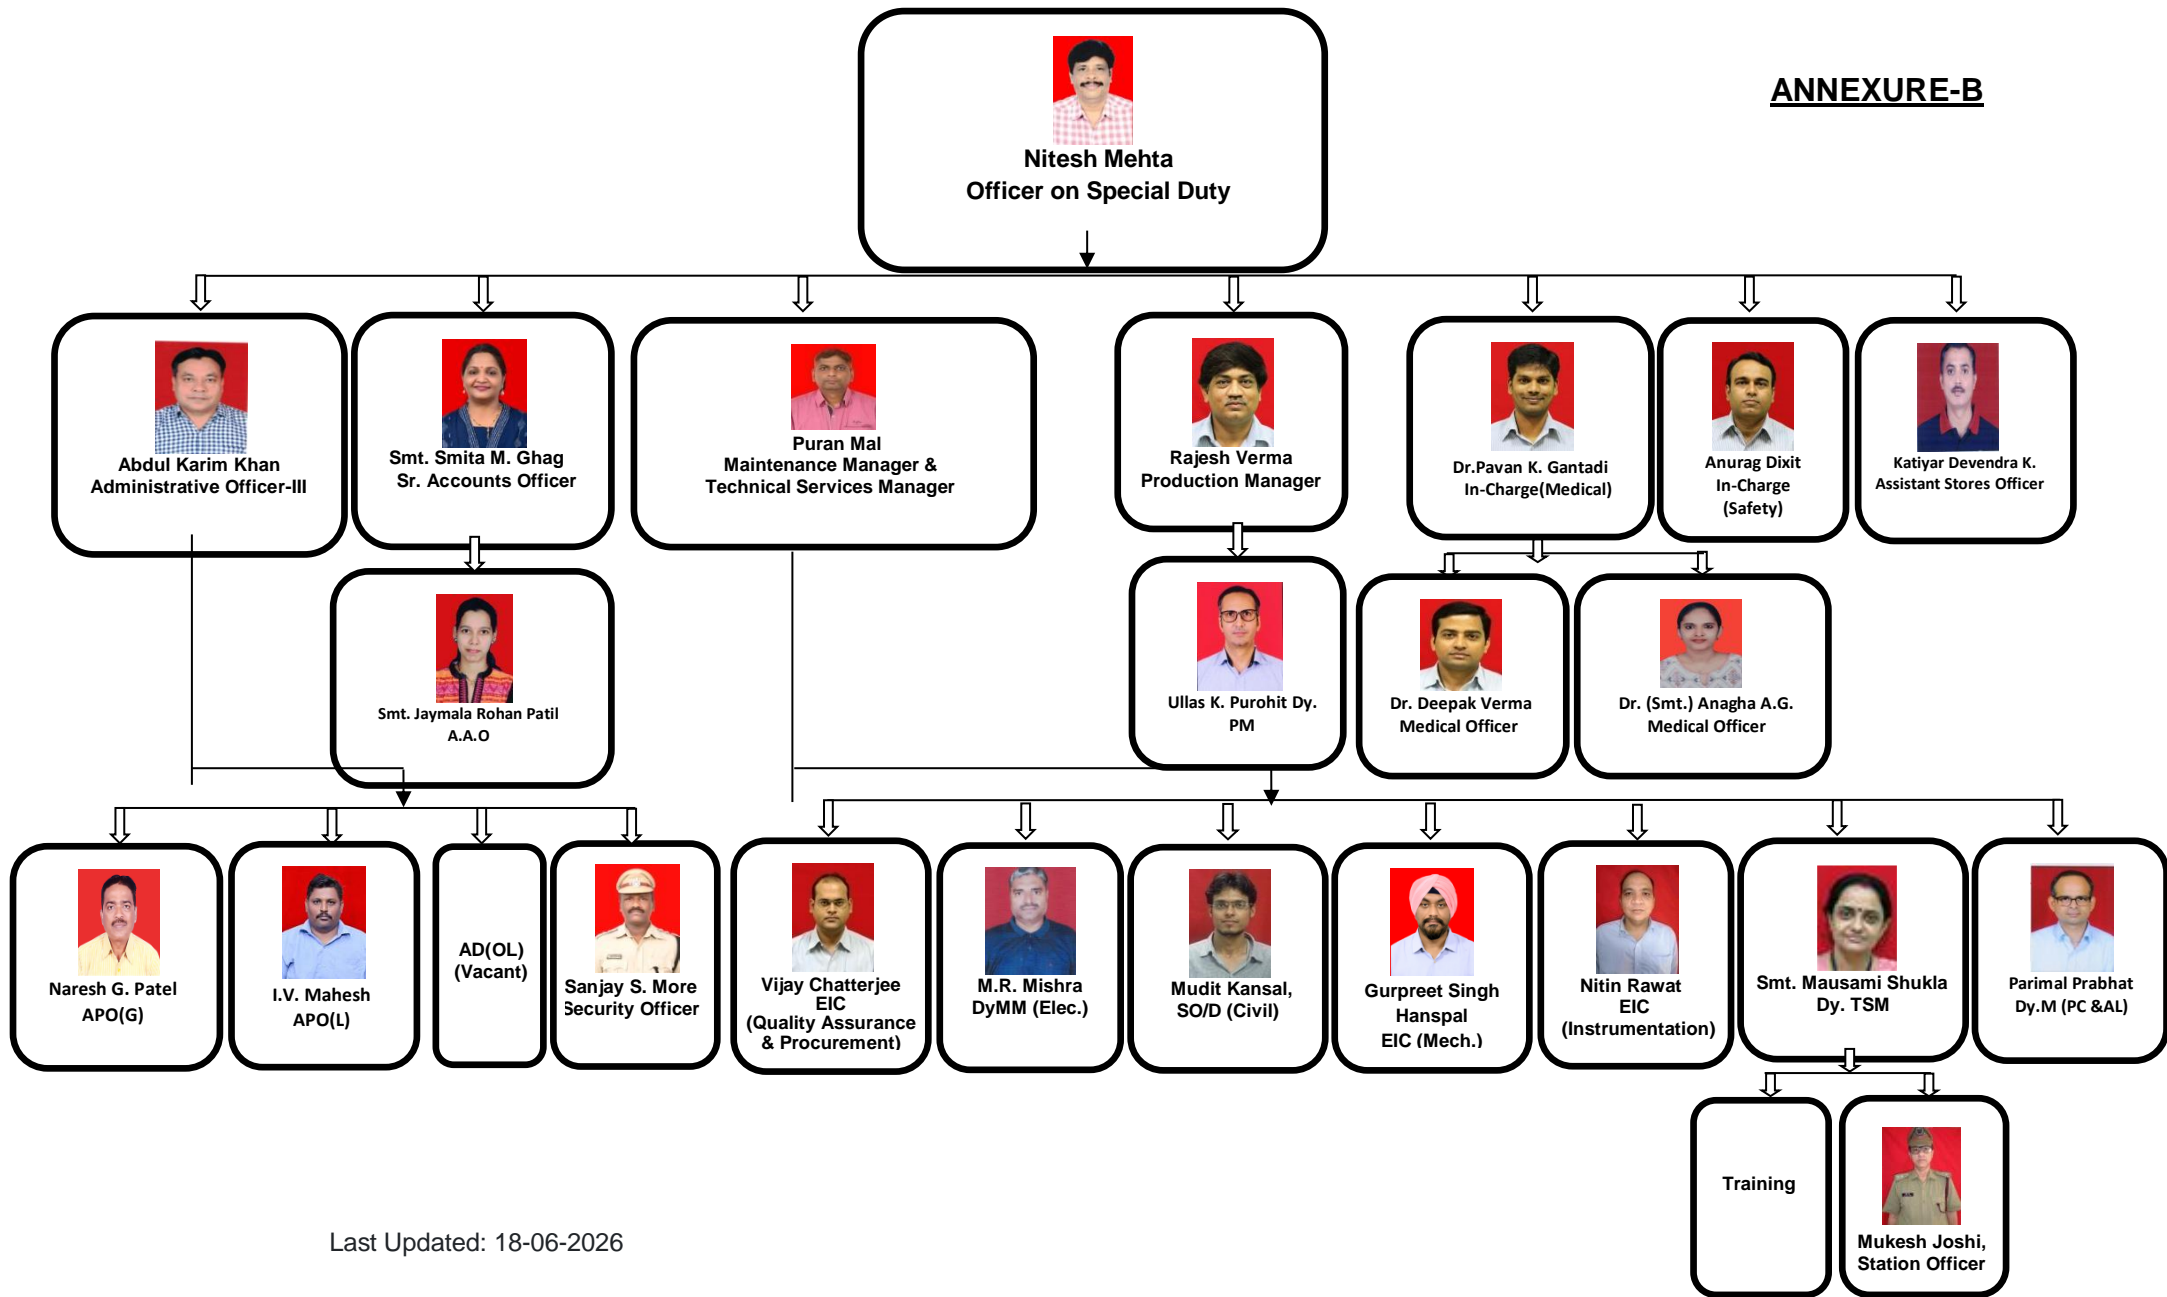 ANNEXURE-B
Nitesh Mehta
Officer on Special Duty
Abdul Karim Khan
Administrative Officer-III
Smt. Smita M. Ghag
Sr. Accounts Officer
Puran Mal
Maintenance Manager &
Technical Services Manager
Rajesh Verma
Production Manager
Dr.Pavan K. Gantadi
In-Charge(Medical)
Anurag Dixit
In-Charge
(Safety)
Katiyar Devendra K.
Assistant Stores Officer
Smt. Jaymala Rohan Patil
A.A.O
Ullas K. Purohit Dy.
PM
Dr. Deepak Verma
Medical Officer
Dr. (Smt.) Anagha A.G.
Medical Officer
Naresh G. Patel
APO(G)
I.V. Mahesh
APO(L)
AD(OL)
(Vacant)
Sanjay S. More
Security Officer
Vijay Chatterjee
EIC
(Quality Assurance
& Procurement)
M.R. Mishra
DyMM (Elec.)
Mudit Kansal,
SO/D (Civil)
Gurpreet Singh
Hanspal
EIC (Mech.)
Nitin Rawat
EIC
(Instrumentation)
Smt. Mausami Shukla
Dy. TSM
Parimal Prabhat
Dy.M (PC &AL)
Training
Mukesh Joshi,
Station Officer
Last Updated: 18-06-2026